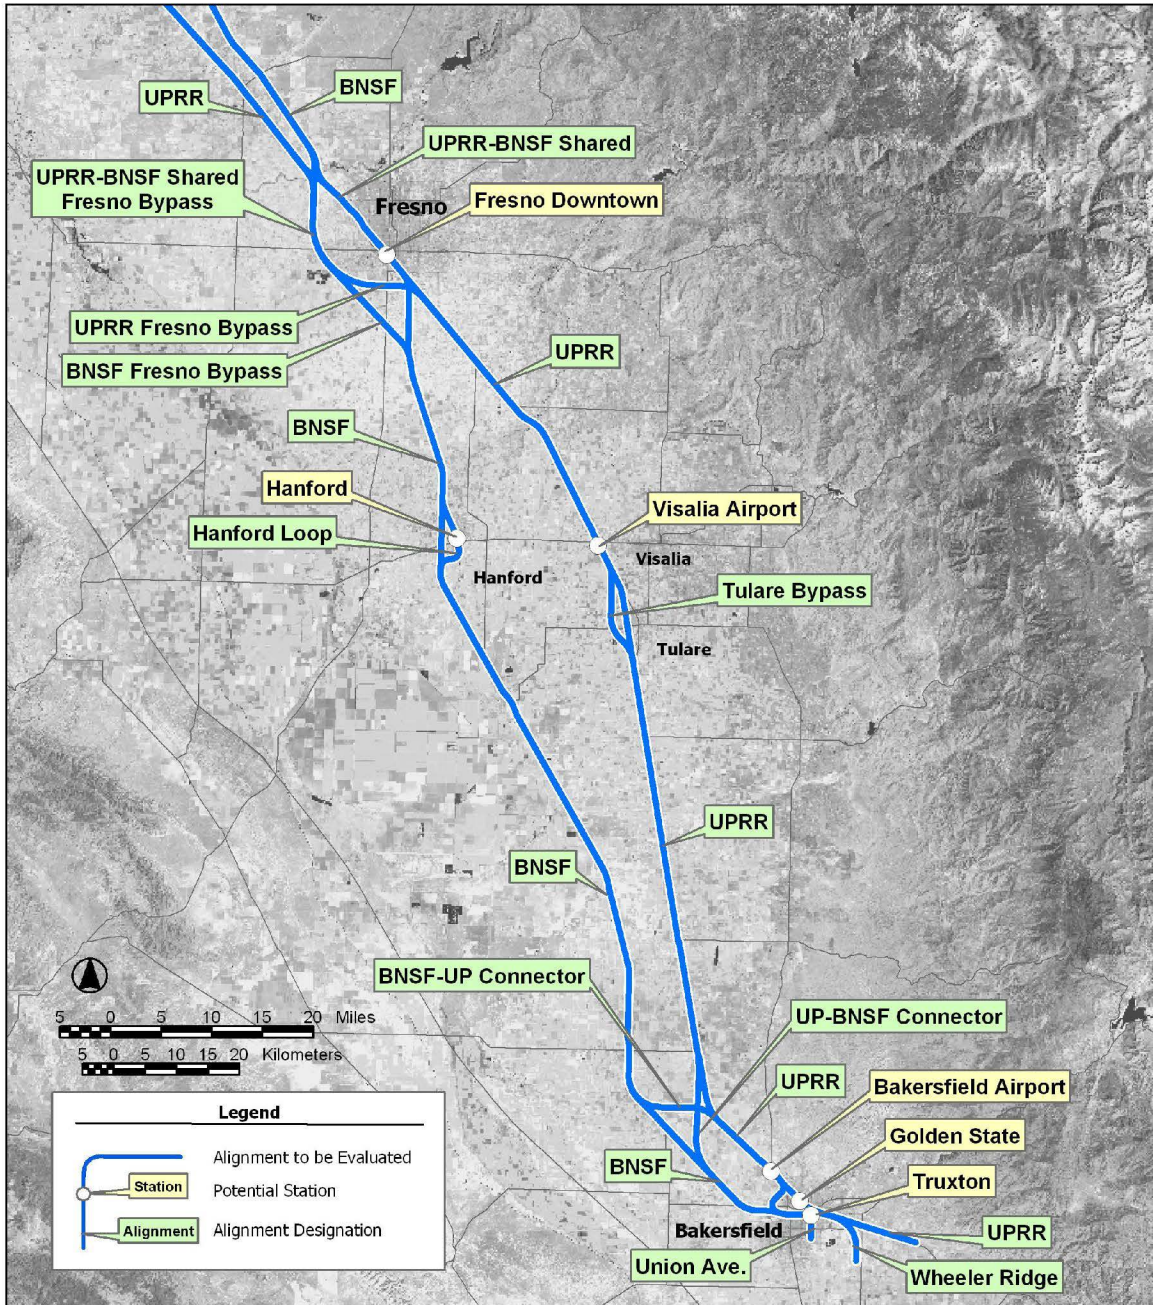 BNSF
UPRR
UPRR-BNSF Shared
UPRR-BNSF Shared
Fresno Bypass
Fresno
Fresno Downtown
UPRR Fresno Bypass
UPRR
BNSF Fresno Bypass
BNSF
Hanford
Visalia Airport
Hanford Loop
Visalia
Hanford
Tulare Bypass
Tulare
UPRR
BNSF
BNSF-UP Connector
5 0 5 10 15 20 Miles
UP-BNSF Connector
5 0 5 10 15 20 Kilometers
UPRR
Bakersfield Airport
Legend
Golden State
Alignment to be Evaluated
BNSF
Station
Potential Station
Truxton
Alignment
Alignment Designation
Bakersfield
UPRR
Union Ave.
Wheeler Ridge